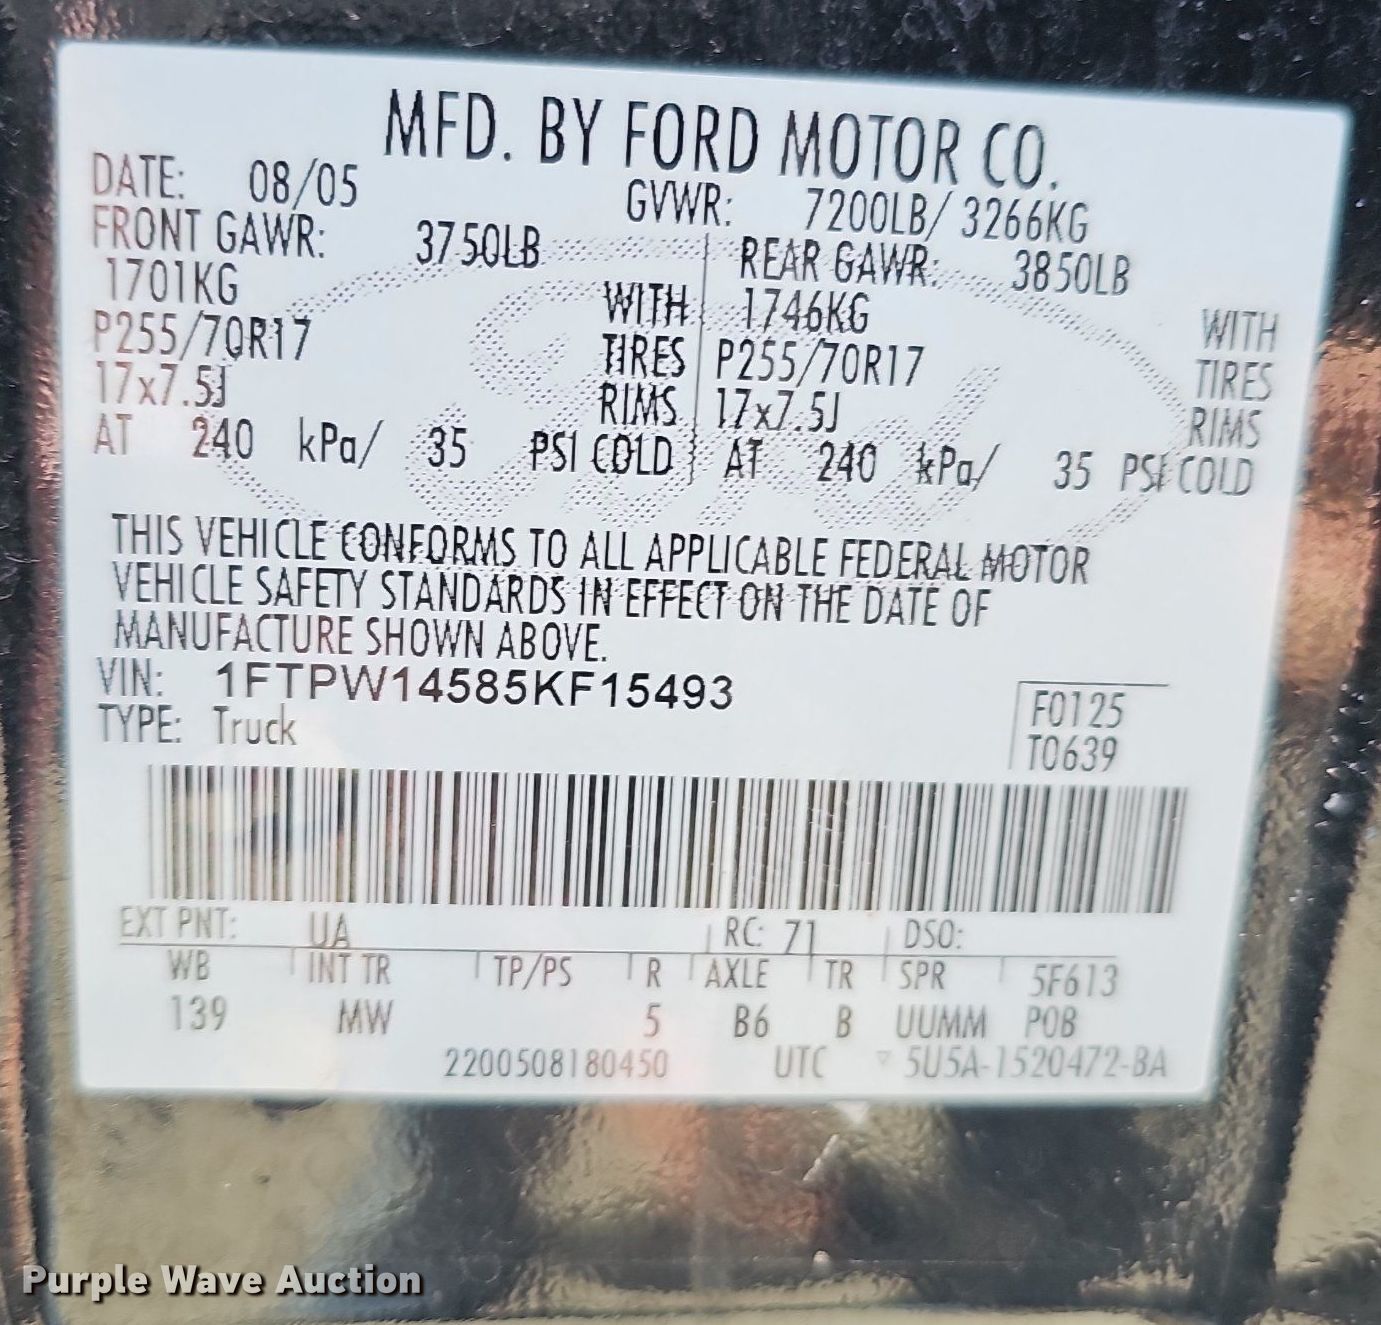 MFD. BY FORD MOTOR CO.
DATE: 08/05 GVWR: 7200LB/ 3266KG
FRONT GAWR: 3750LB REAR GAWR: 3850LB
1701KG WITH 1746KG WITH
P255/70R17 TIRES P255/70R17 TIRES
17x7.5J RIMS 17x7.5J RIMS
AT 240 kPa/ 35 PSI COLD AT 240 kPa/ 35 PSI COLD
THIS VEHICLE CONFORMS TO ALL APPLICABLE FEDERAL MOTOR
VEHICLE SAFETY STANDARDS IN EFFECT ON THE DATE OF
MANUFACTURE SHOWN ABOVE.
VIN: 1FTPW14585KF15493
TYPE: Truck
F0125
T0639
EXT PNT: UA RC: 71 DSO:
WB INT TR TP/PS R AXLE TR SPR 5F613
139 MW 5 B6 B UUMM POB
2200508180450 UTC ▽ 5U5A-1520472-BA
Purple Wave Auction